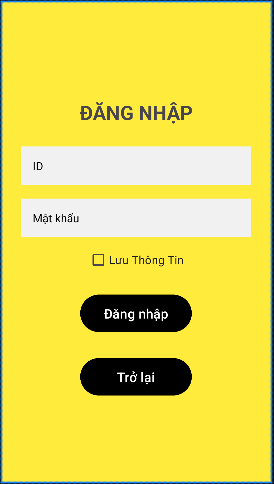 ĐĂNG NHẬP
ID
Mật khẩu
Lưu Thông Tin
Đăng nhập
Trở lại